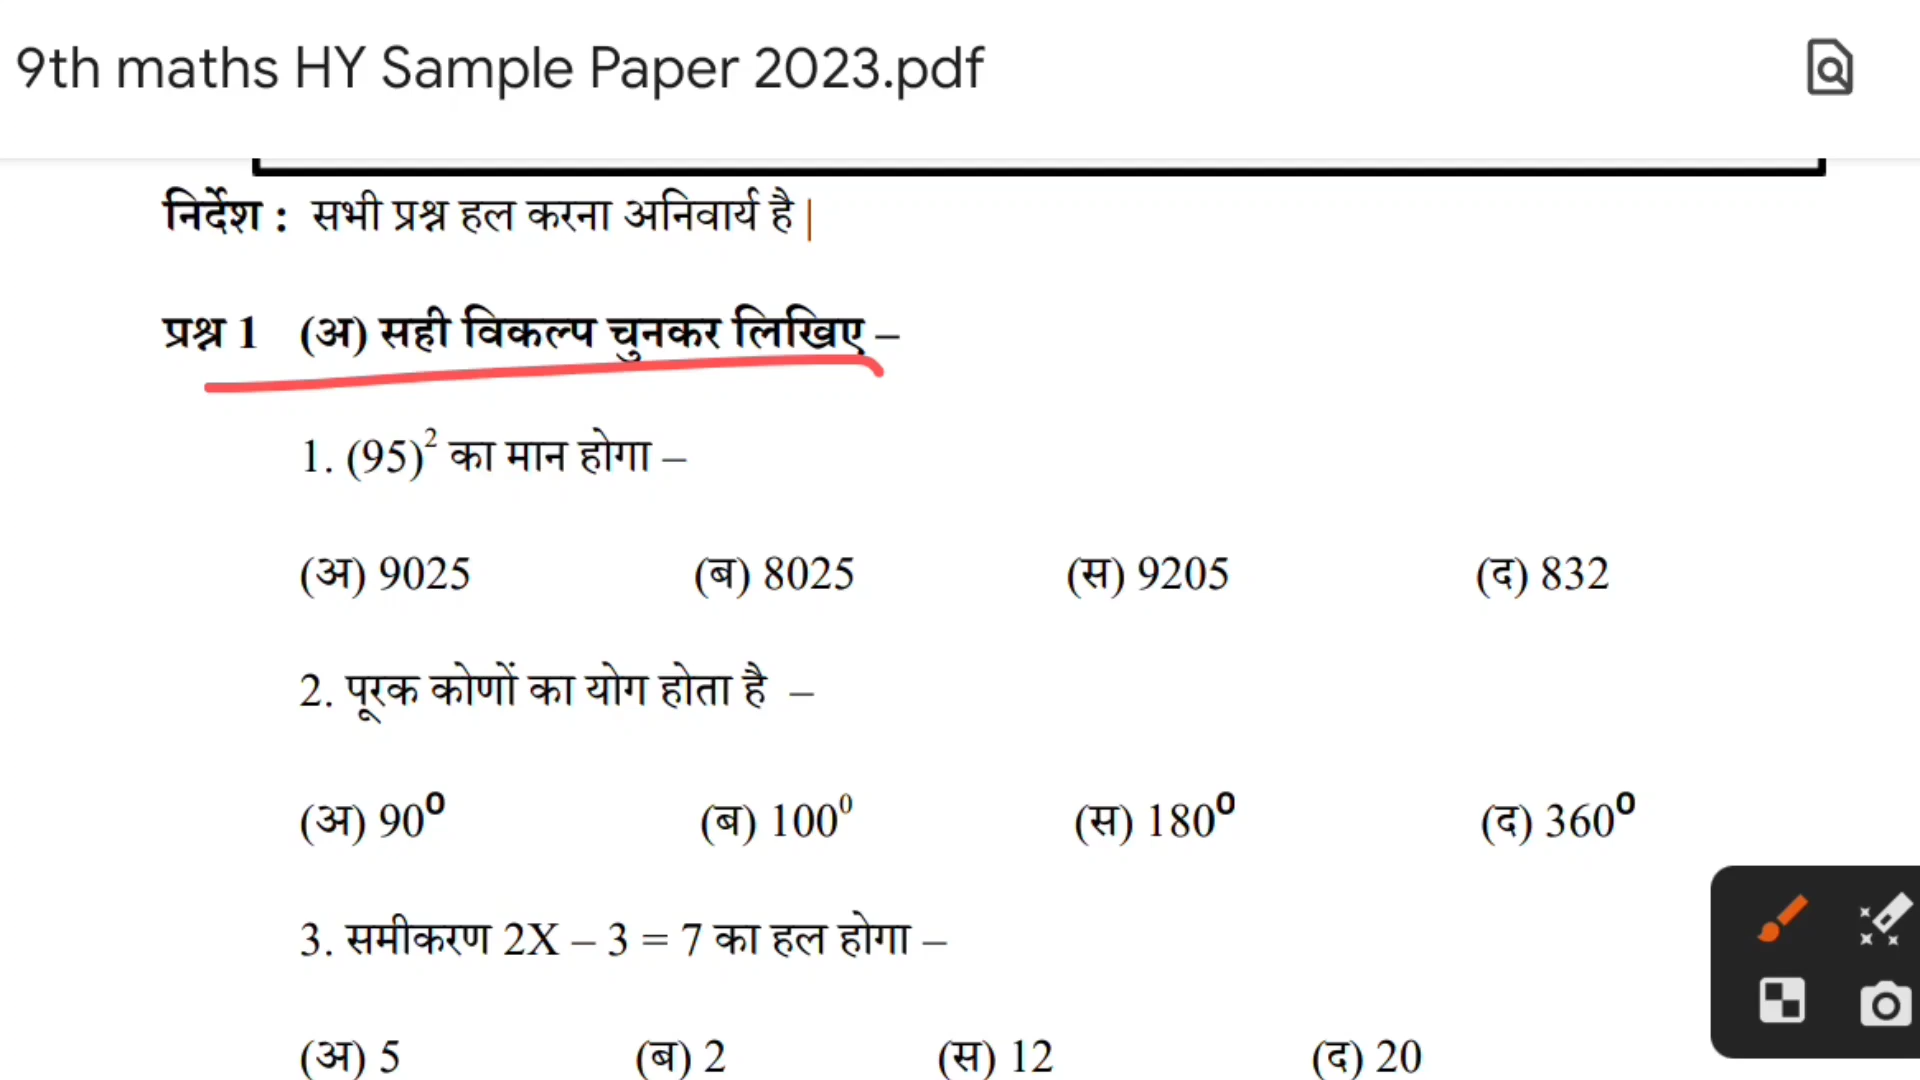 9th maths HY Sample Paper 2023.pdf
निर्देश : सभी प्रश्न हल करना अनिवार्य है |
प्रश्न 1 (अ) सही विकल्प चुनकर लिखिए –
1. (95)² का मान होगा –
(अ) 9025 (ब) 8025 (स) 9205 (द) 832
2. पूरक कोणों का योग होता है –
(अ) 90⁰ (ब) 100⁰ (स) 180⁰ (द) 360⁰
3. समीकरण 2X – 3 = 7 का हल होगा –
(अ) 5 (ब) 2 (स) 12 (द) 20